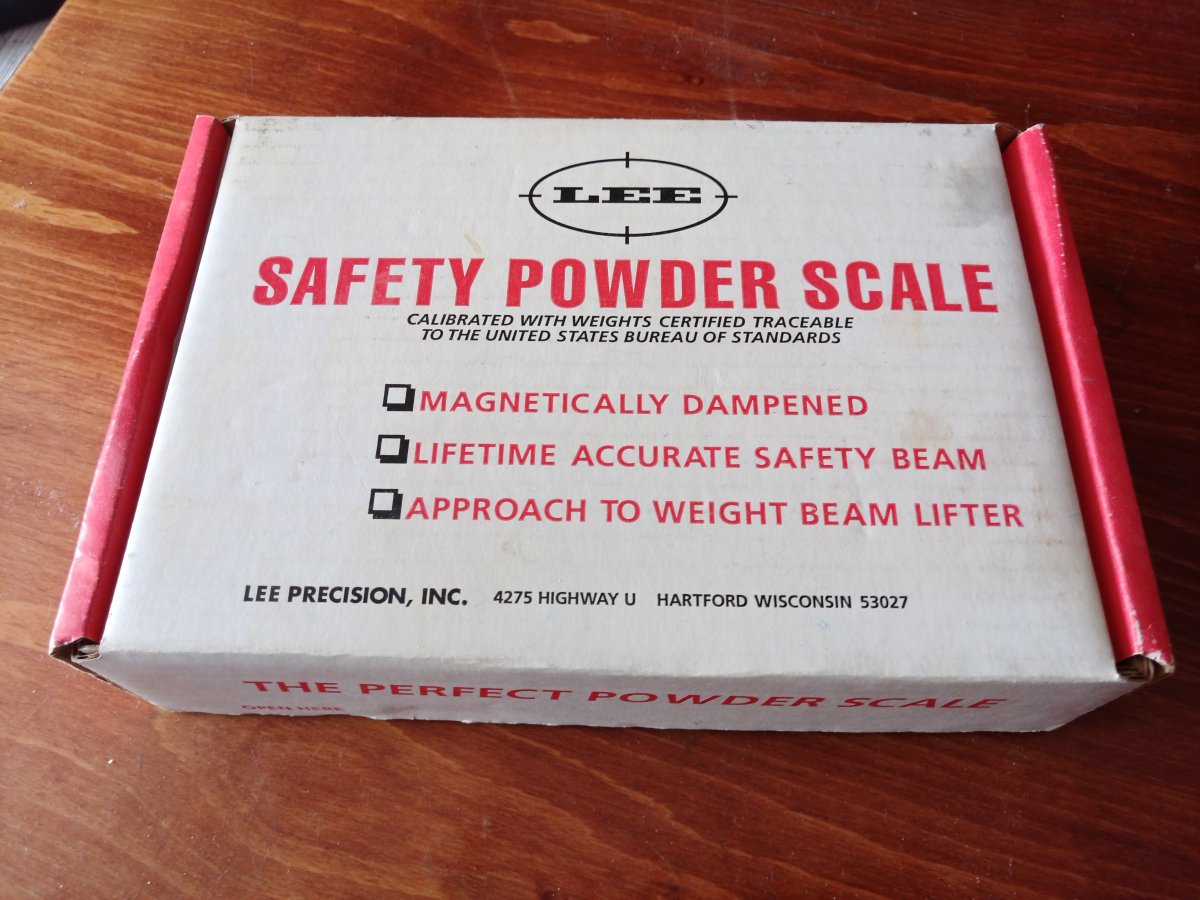 LEE
SAFETY POWDER SCALE
CALIBRATED WITH WEIGHTS CERTIFIED TRACEABLE
TO THE UNITED STATES BUREAU OF STANDARDS
MAGNETICALLY DAMPENED
LIFETIME ACCURATE SAFETY BEAM
APPROACH TO WEIGHT BEAM LIFTER
LEE PRECISION, INC. 4275 HIGHWAY U HARTFORD WISCONSIN 53027
THE PERFECT POWDER SCALE
OPEN HERE